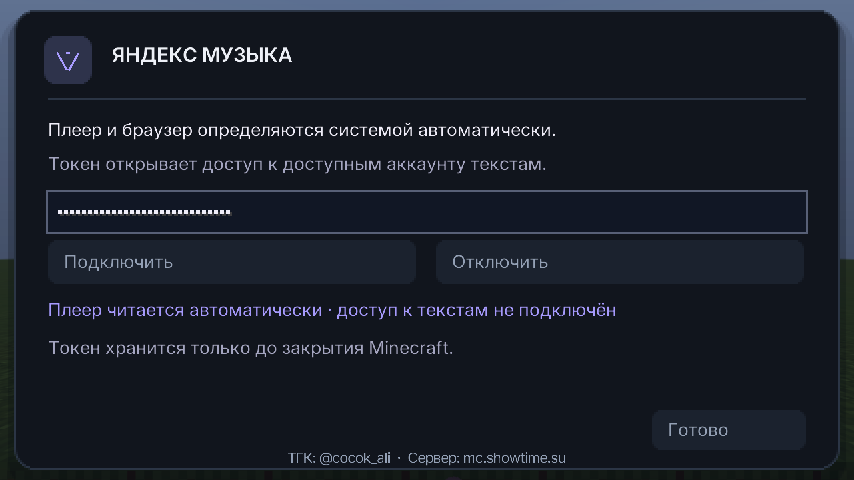 ЯНДЕКС МУЗЫКА
Плеер и браузер определяются системой автоматически.
Токен открывает доступ к доступным аккаунту текстам.
Подключить
Отключить
Плеер читается автоматически · доступ к текстам не подключён
Токен хранится только до закрытия Minecraft.
Готово
ТГК: @cocok_ali · Сервер: mc.showtime.su